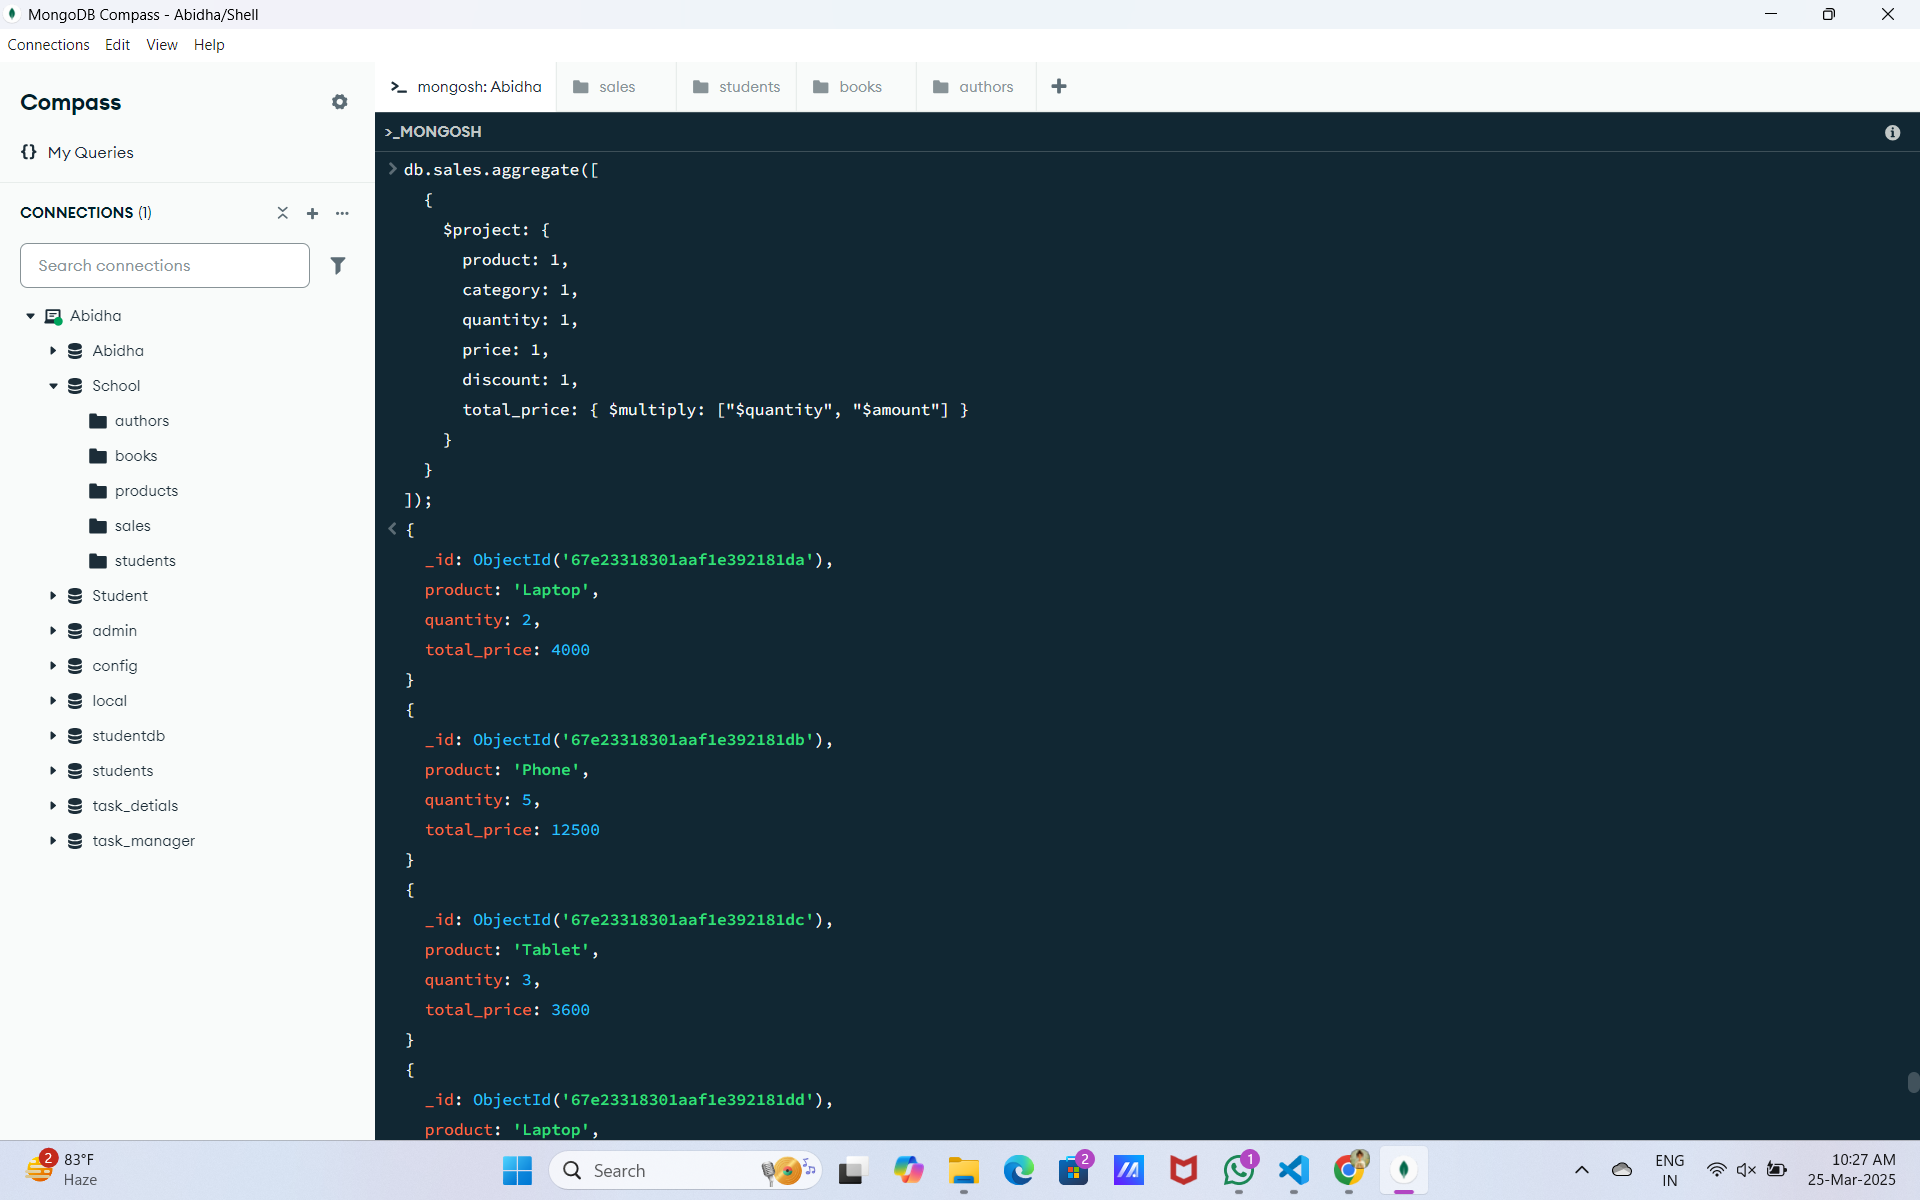 MongoDB Compass - Abidha/Shell
Connections Edit View Help
Compass
{} My Queries
CONNECTIONS (1)
Search connections
Abidha
Abidha
School
authors
books
products
sales
students
Student
admin
config
local
studentdb
students
task_detials
task_manager
>_ mongosh: Abidha sales students books authors +
>_MONGOSH
> db.sales.aggregate([
{
$project: {
product: 1,
category: 1,
quantity: 1,
price: 1,
discount: 1,
total_price: { $multiply: ["$quantity", "$amount"] }
}
}
]);
< {
_id: ObjectId('67e23318301aaf1e392181da'),
product: 'Laptop',
quantity: 2,
total_price: 4000
}
{
_id: ObjectId('67e23318301aaf1e392181db'),
product: 'Phone',
quantity: 5,
total_price: 12500
}
{
_id: ObjectId('67e23318301aaf1e392181dc'),
product: 'Tablet',
quantity: 3,
total_price: 3600
}
{
_id: ObjectId('67e23318301aaf1e392181dd'),
product: 'Laptop',
2 83°F
Haze
Search
2
1
ENG
IN
10:27 AM
25-Mar-2025